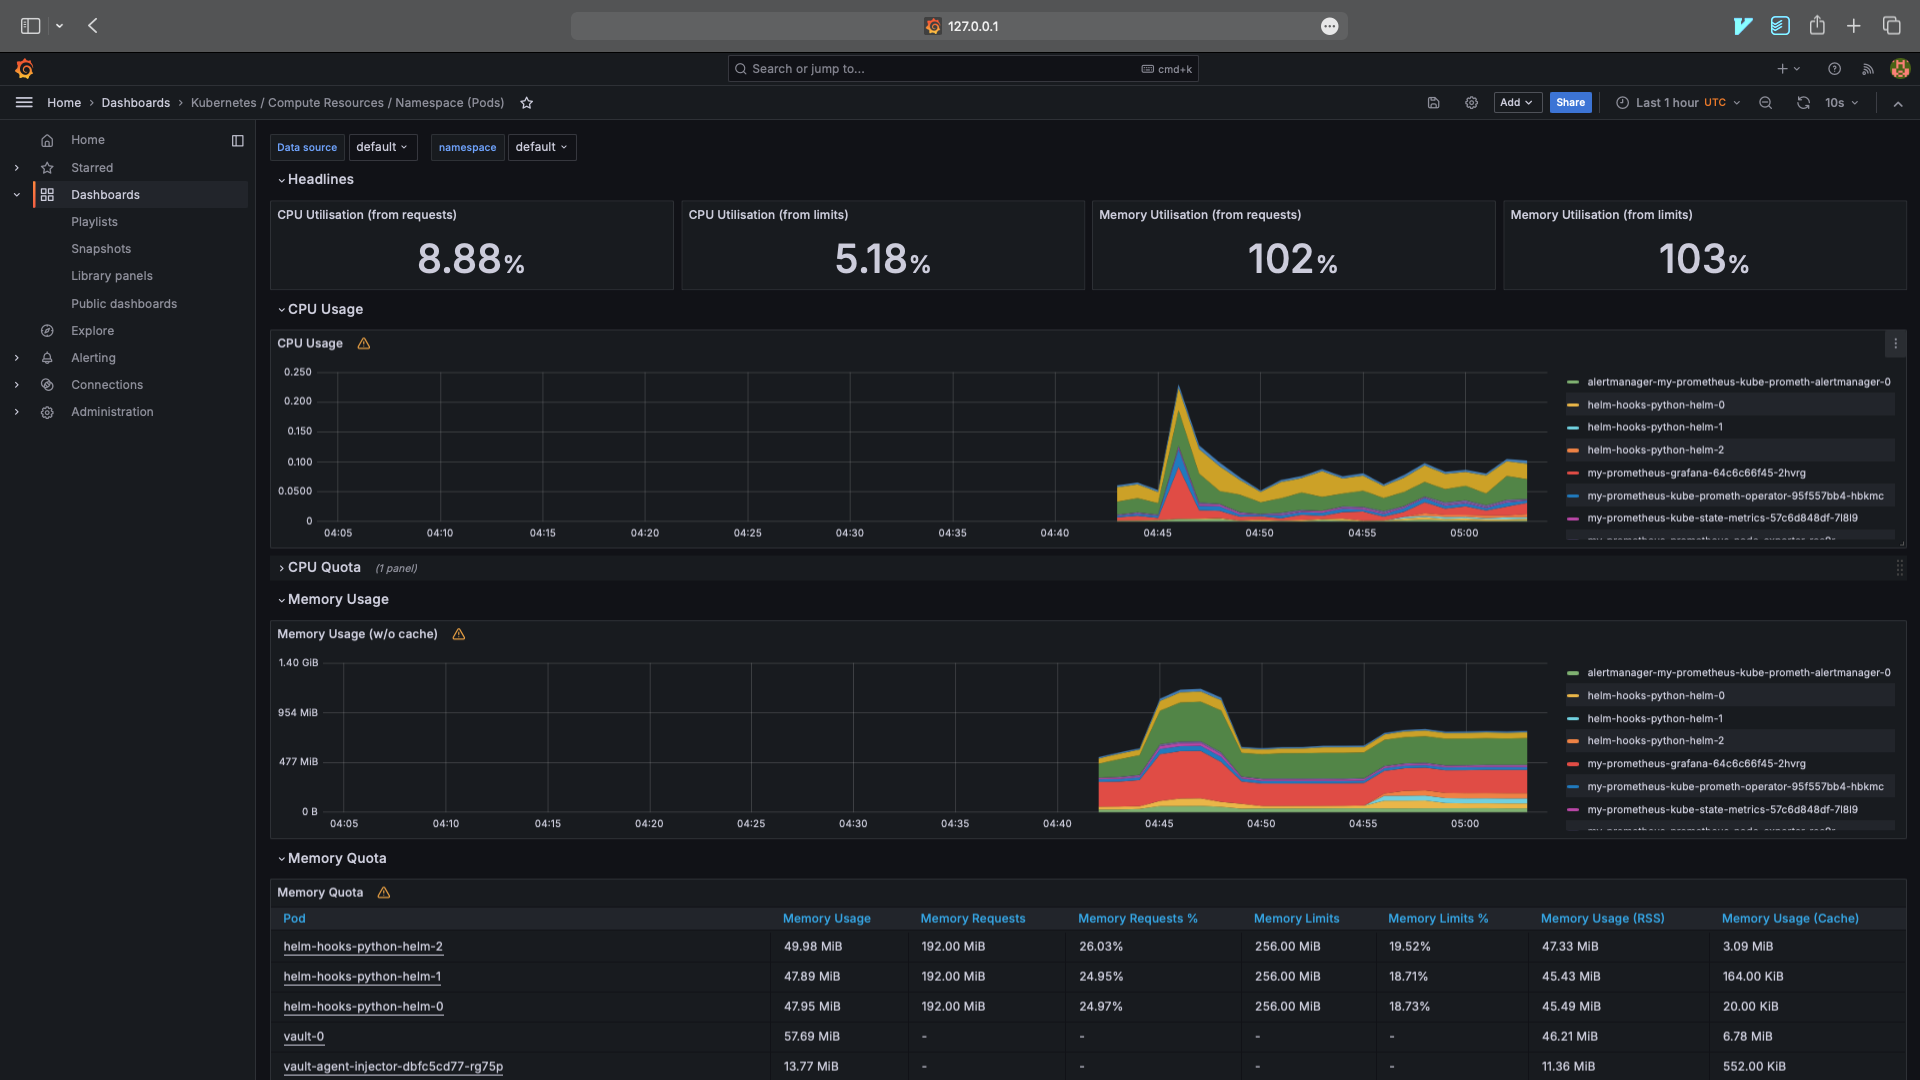 127.0.0.1
Search or jump to...
cmd+k
Home › Dashboards › Kubernetes / Compute Resources / Namespace (Pods)
Add
Share
Last 1 hour UTC
10s
Home
Starred
Dashboards
Playlists
Snapshots
Library panels
Public dashboards
Explore
Alerting
Connections
Administration
Data source default namespace default
Headlines
CPU Utilisation (from requests)
8.88%
CPU Utilisation (from limits)
5.18%
Memory Utilisation (from requests)
102%
Memory Utilisation (from limits)
103%
CPU Usage
CPU Usage
0.250
0.200
0.150
0.100
0.0500
0
04:05 04:10 04:15 04:20 04:25 04:30 04:35 04:40 04:45 04:50 04:55 05:00
alertmanager-my-prometheus-kube-prometh-alertmanager-0
helm-hooks-python-helm-0
helm-hooks-python-helm-1
helm-hooks-python-helm-2
my-prometheus-grafana-64c6c66f45-2hvrg
my-prometheus-kube-prometh-operator-95f557bb4-hbkmc
my-prometheus-kube-state-metrics-57c6d848df-7l8l9
CPU Quota (1 panel)
Memory Usage
Memory Usage (w/o cache)
1.40 GiB
954 MiB
477 MiB
0 B
04:05 04:10 04:15 04:20 04:25 04:30 04:35 04:40 04:45 04:50 04:55 05:00
alertmanager-my-prometheus-kube-prometh-alertmanager-0
helm-hooks-python-helm-0
helm-hooks-python-helm-1
helm-hooks-python-helm-2
my-prometheus-grafana-64c6c66f45-2hvrg
my-prometheus-kube-prometh-operator-95f557bb4-hbkmc
my-prometheus-kube-state-metrics-57c6d848df-7l8l9
Memory Quota
Memory Quota
Pod Memory Usage Memory Requests Memory Requests % Memory Limits Memory Limits % Memory Usage (RSS) Memory Usage (Cache)
helm-hooks-python-helm-2 49.98 MiB 192.00 MiB 26.03% 256.00 MiB 19.52% 47.33 MiB 3.09 MiB
helm-hooks-python-helm-1 47.89 MiB 192.00 MiB 24.95% 256.00 MiB 18.71% 45.43 MiB 164.00 KiB
helm-hooks-python-helm-0 47.95 MiB 192.00 MiB 24.97% 256.00 MiB 18.73% 45.49 MiB 20.00 KiB
vault-0 57.69 MiB - - - - 46.21 MiB 6.78 MiB
vault-agent-injector-dbfc5cd77-rg75p 13.77 MiB - - - - 11.36 MiB 552.00 KiB